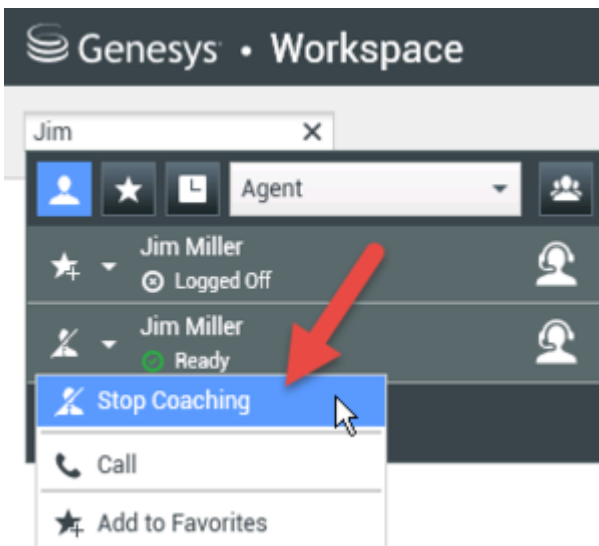 Genesys • Workspace
Jim
Agent
Jim Miller
Logged Off
Jim Miller
Ready
Stop Coaching
Call
Add to Favorites